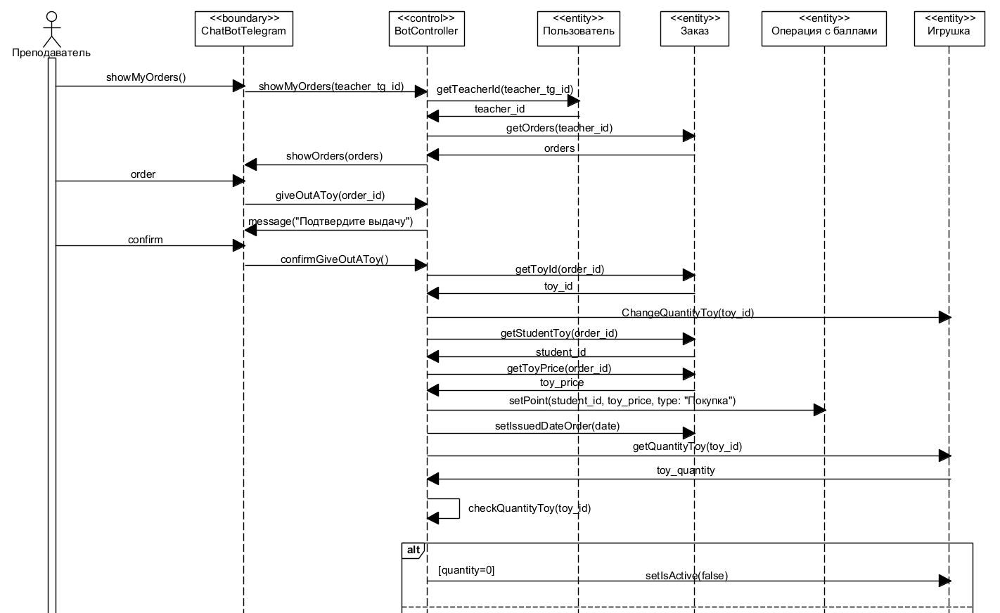 <<boundary>>
ChatBotTelegram
<<control>>
BotController
<<entity>>
Пользователь
<<entity>>
Заказ
<<entity>>
Операция с баллами
<<entity>>
Игрушка
Преподаватель
showMyOrders()
showMyOrders(teacher_tg_id)
getTeacherId(teacher_tg_id)
teacher_id
getOrders(teacher_id)
orders
showOrders(orders)
order
giveOutAToy(order_id)
message("Подтвердите выдачу")
confirm
confirmGiveOutAToy()
getToyId(order_id)
toy_id
ChangeQuantityToy(toy_id)
getStudentToy(order_id)
student_id
getToyPrice(order_id)
toy_price
setPoint(student_id, toy_price, type: "Покупка")
setIssuedDateOrder(date)
getQuantityToy(toy_id)
toy_quantity
checkQuantityToy(toy_id)
alt
[quantity=0]
setIsActive(false)